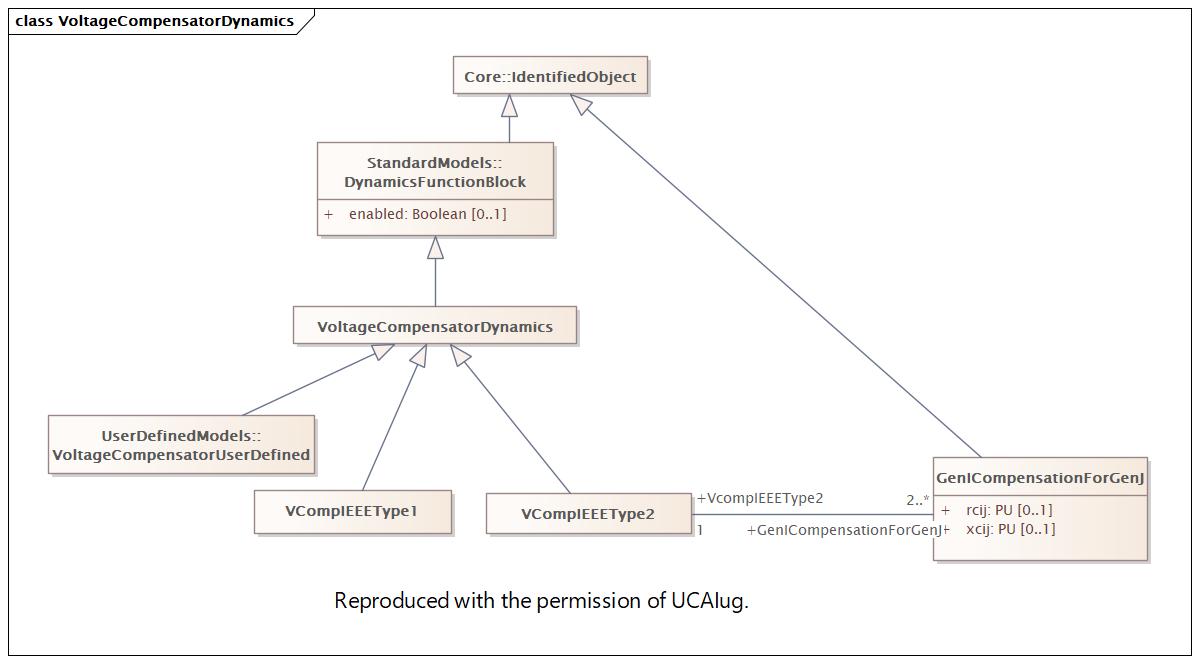 class VoltageCompensatorDynamics
Core::IdentifiedObject
StandardModels::
DynamicsFunctionBlock
+ enabled: Boolean [0..1]
VoltageCompensatorDynamics
UserDefinedModels::
VoltageCompensatorUserDefined
VCompIEEEType1
VCompIEEEType2
+VcompIEEEType2
2..*
1
+GenICompensationForGenJ
GenICompensationForGenJ
+ rcij: PU [0..1]
+ xcij: PU [0..1]
Reproduced with the permission of UCAIug.